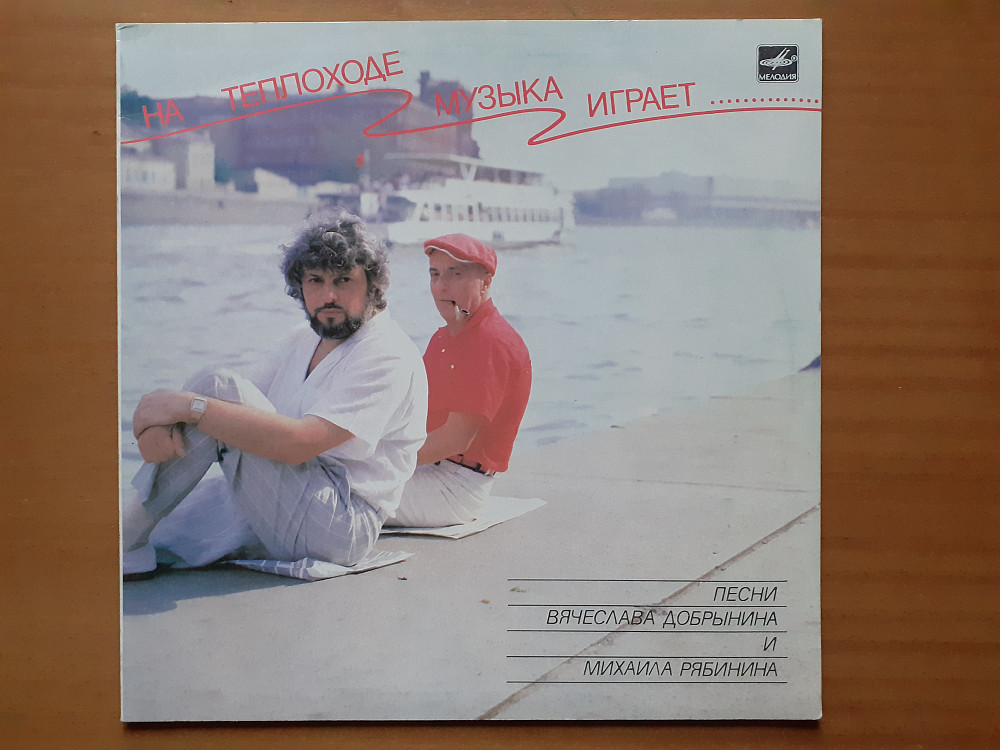 НА ТЕПЛОХОДЕ МУЗЫКА ИГРАЕТ ..............
МЕЛОДИЯ
ПЕСНИ
ВЯЧЕСЛАВА ДОБРЫНИНА
И
МИХАИЛА РЯБИНИНА